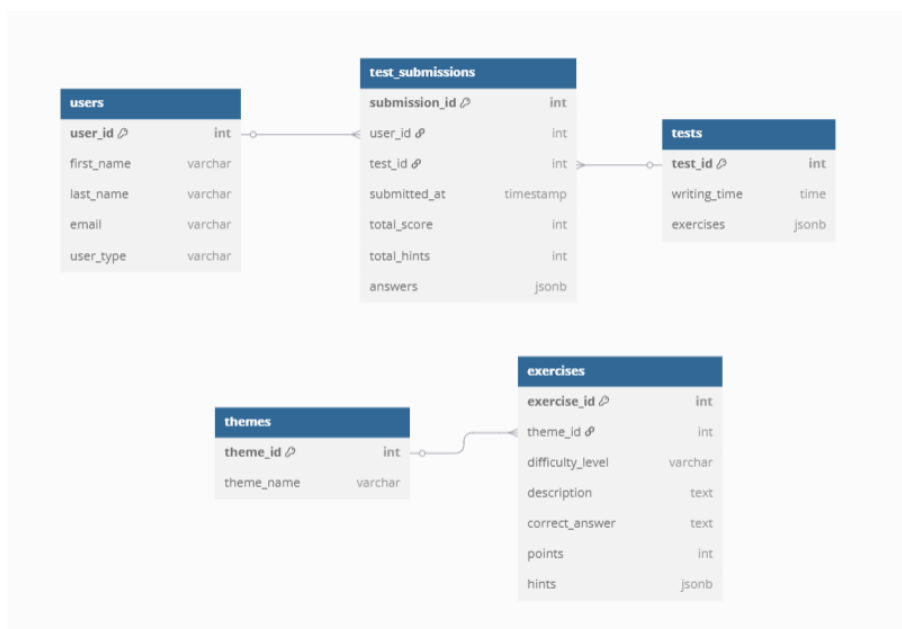 users
user_id int
first_name varchar
last_name varchar
email varchar
user_type varchar
test_submissions
submission_id int
user_id int
test_id int
submitted_at timestamp
total_score int
total_hints int
answers jsonb
tests
test_id int
writing_time time
exercises jsonb
themes
theme_id int
theme_name varchar
exercises
exercise_id int
theme_id int
difficulty_level varchar
description text
correct_answer text
points int
hints jsonb